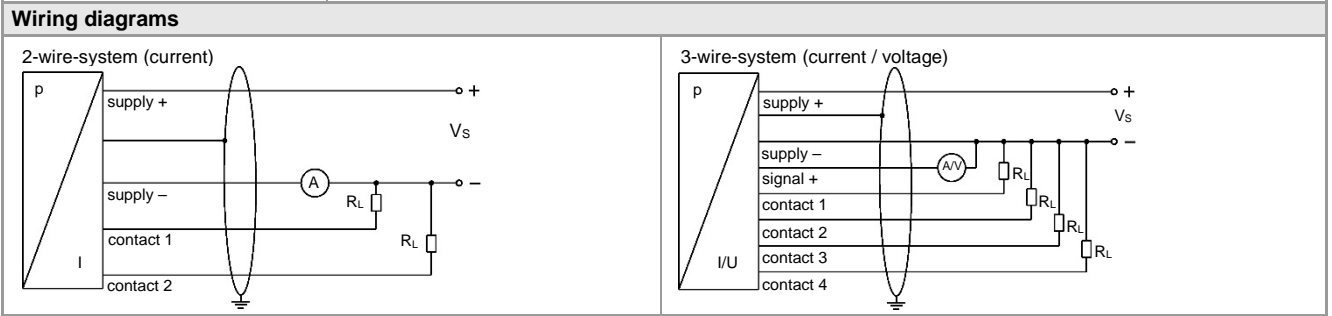 Wiring diagrams
2-wire-system (current)
p
supply +
+
VS
supply –
A
–
RL
contact 1
RL
I
contact 2
3-wire-system (current / voltage)
p
supply +
+
VS
–
supply –
A/V
signal +
RL
contact 1
RL
contact 2
RL
contact 3
RL
I/U
contact 4